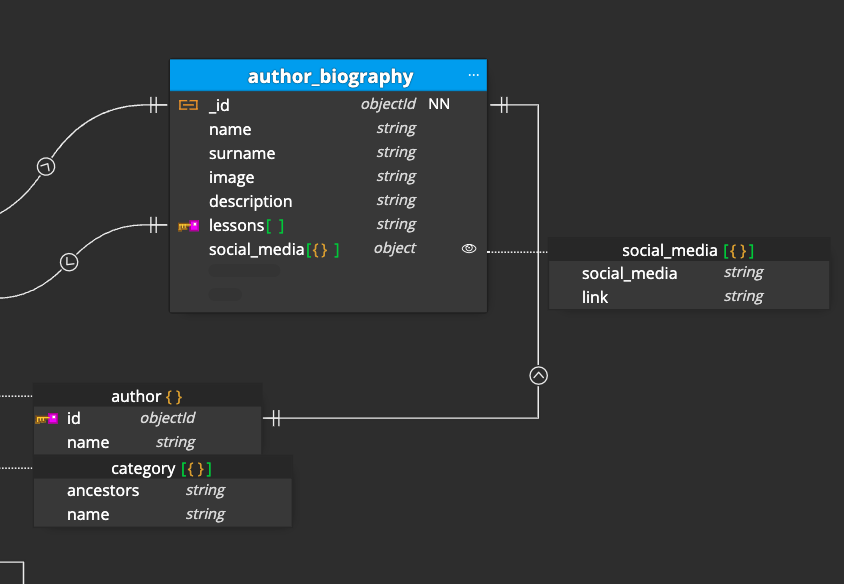 author_biography ...
_id objectId NN
name string
surname string
image string
description string
lessons[ ] string
social_media[{} ] object
social_media [{}]
social_media string
link string
author {}
id objectId
name string
category [{}]
ancestors string
name string